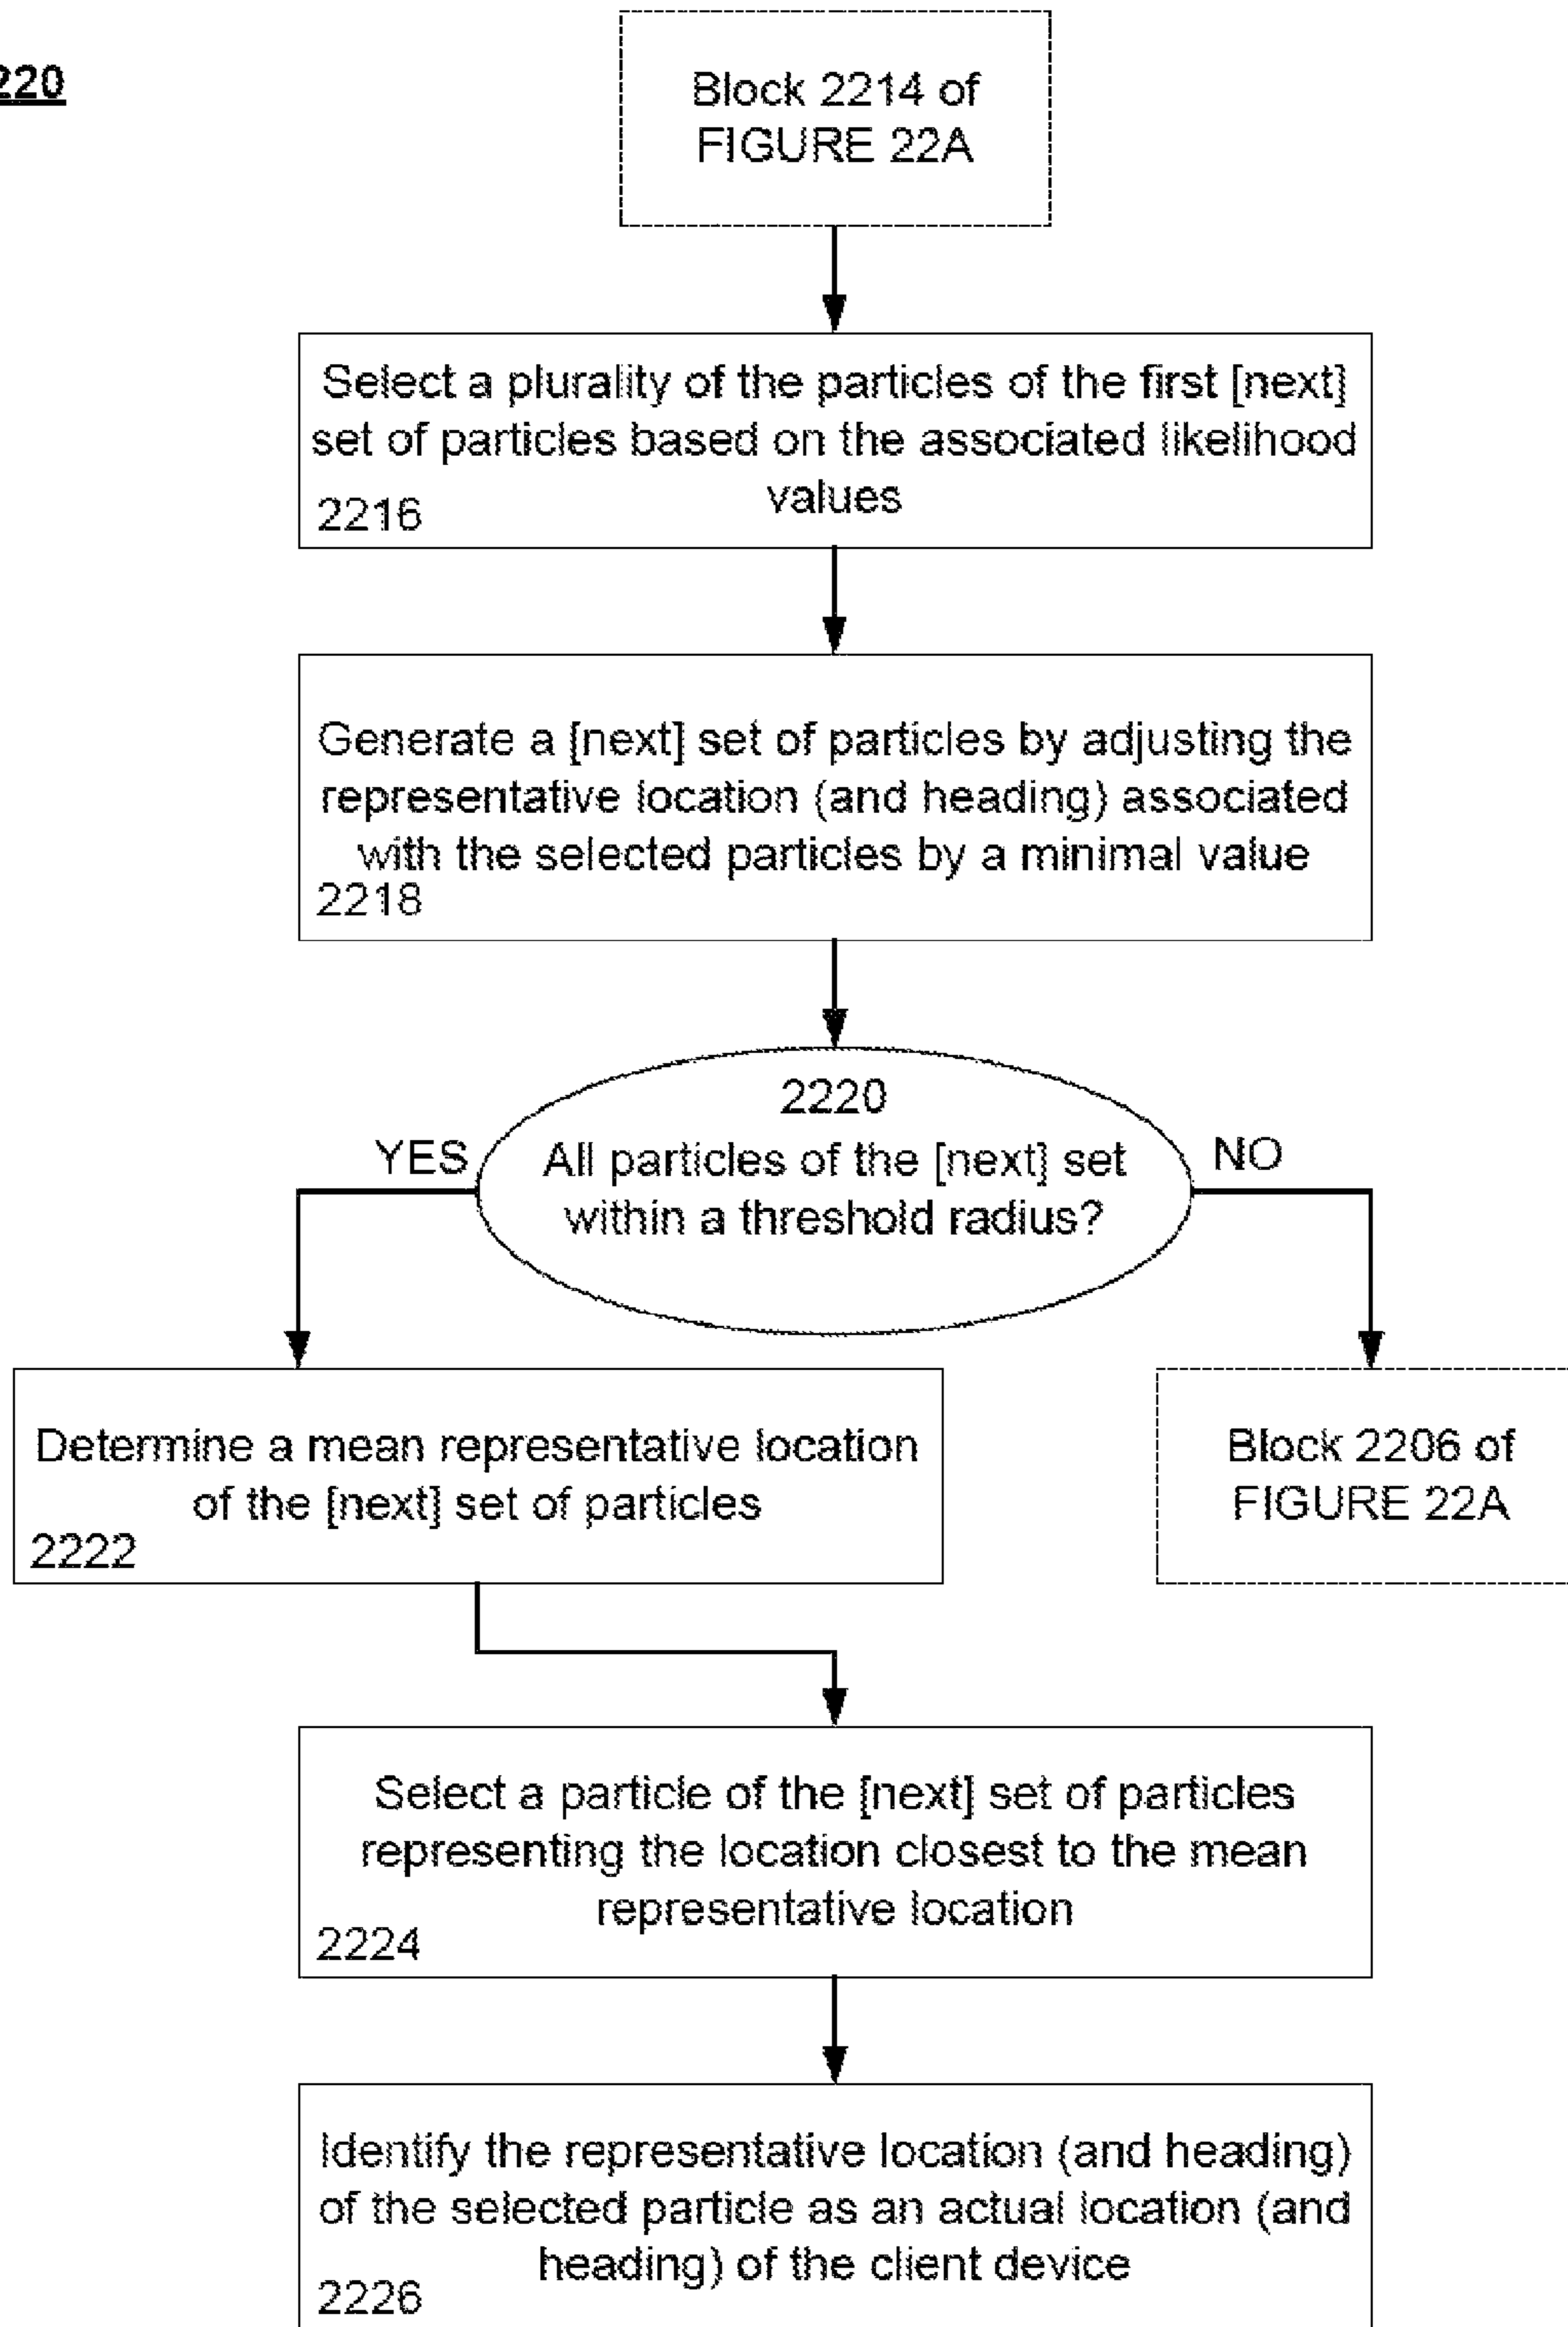 220
Block 2214 of
FIGURE 22A
Select a plurality of the particles of the first [next]
set of particles based on the associated likelihood
values
2216
Generate a [next] set of particles by adjusting the
representative location (and heading) associated
with the selected particles by a minimal value
2218
2220
All particles of the [next] set
within a threshold radius?
YES
NO
Determine a mean representative location
of the [next] set of particles
2222
Block 2206 of
FIGURE 22A
Select a particle of the [next] set of particles
representing the location closest to the mean
representative location
2224
Identify the representative location (and heading)
of the selected particle as an actual location (and
heading) of the client device
2226